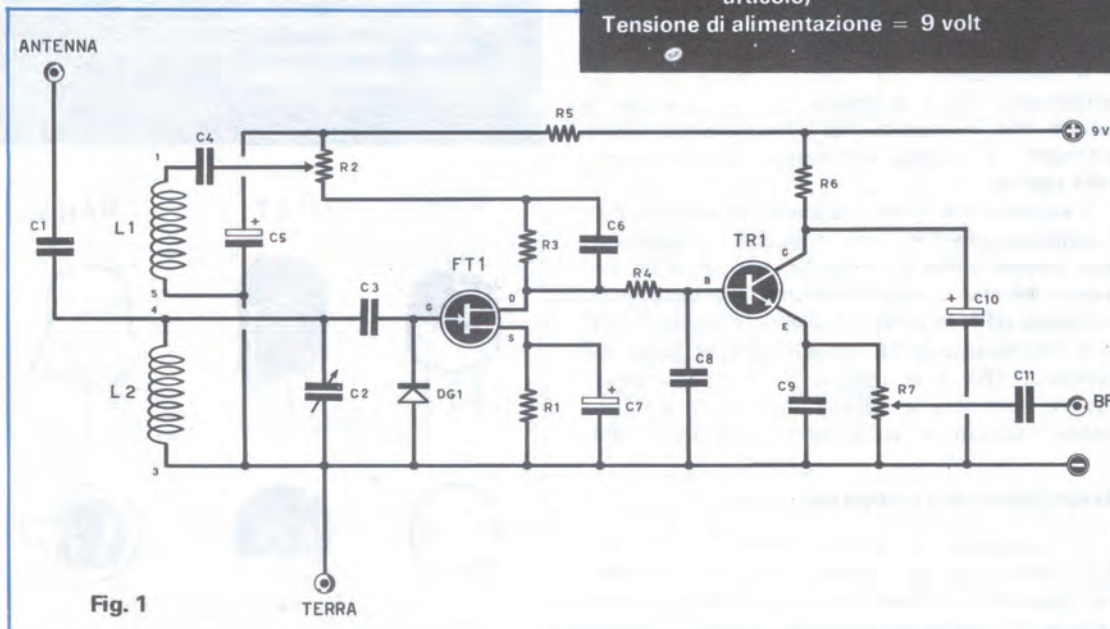 articolo)
Tensione di alimentazione = 9 volt
ANTENNA
R5
9V
C4
1
R2
R6
C1
L1
C5
+
R3
C6
TR1
C
5
FT1
4
C3
D
R4
B
+
C10
G
S
E
L2
C2
DG1
R1
C7
C8
C9
R7
C11
BF
3
Fig. 1
TERRA